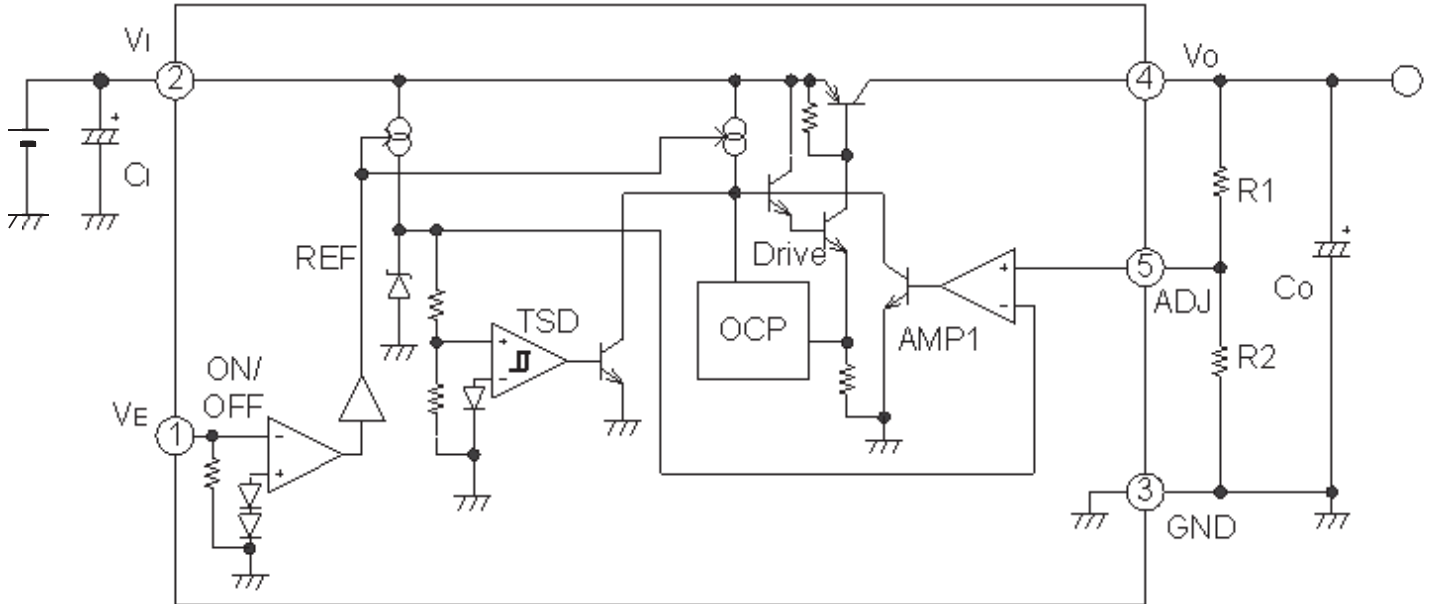 VI
2
+
CI
VO
4
R1
REF
Drive
+
5
ADJ
+
CO
-
OCP
AMP1
TSD
+
-
R2
ON/
OFF
VE
1
-
+
3
GND